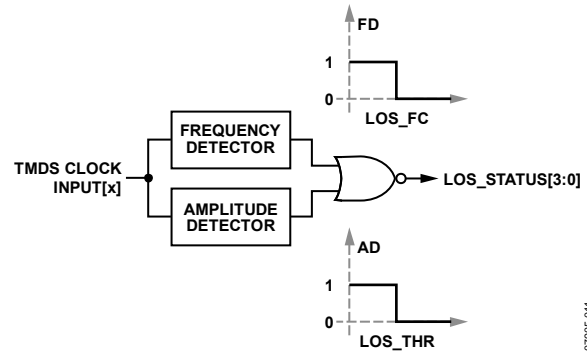 FD
1
0
LOS_FC
FREQUENCY
DETECTOR
TMDS CLOCK
INPUT[x]
LOS_STATUS[3:0]
AMPLITUDE
DETECTOR
AD
1
0
LOS_THR